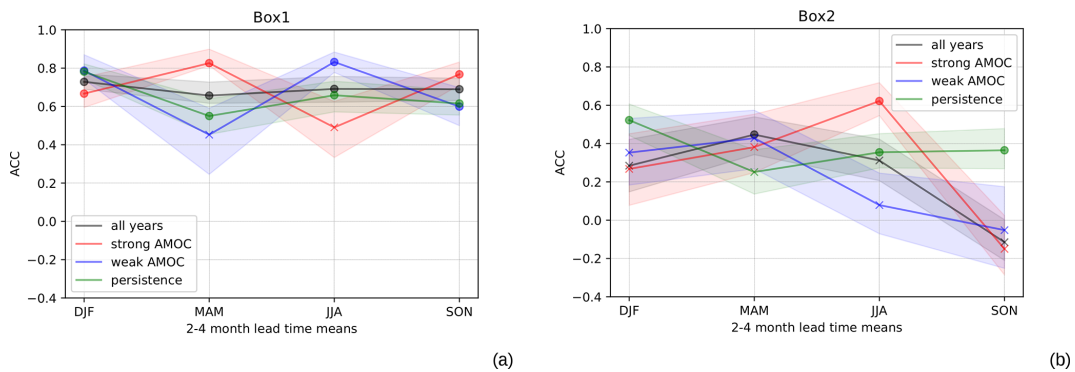 Box1
1.0
0.8
0.6
0.4
0.2
0.0
−0.2
−0.4
ACC
all years
strong AMOC
weak AMOC
persistence
DJF MAM JJA SON
2-4 month lead time means
(a)
Box2
1.0
0.8
0.6
0.4
0.2
0.0
−0.2
−0.4
ACC
all years
strong AMOC
weak AMOC
persistence
DJF MAM JJA SON
2-4 month lead time means
(b)